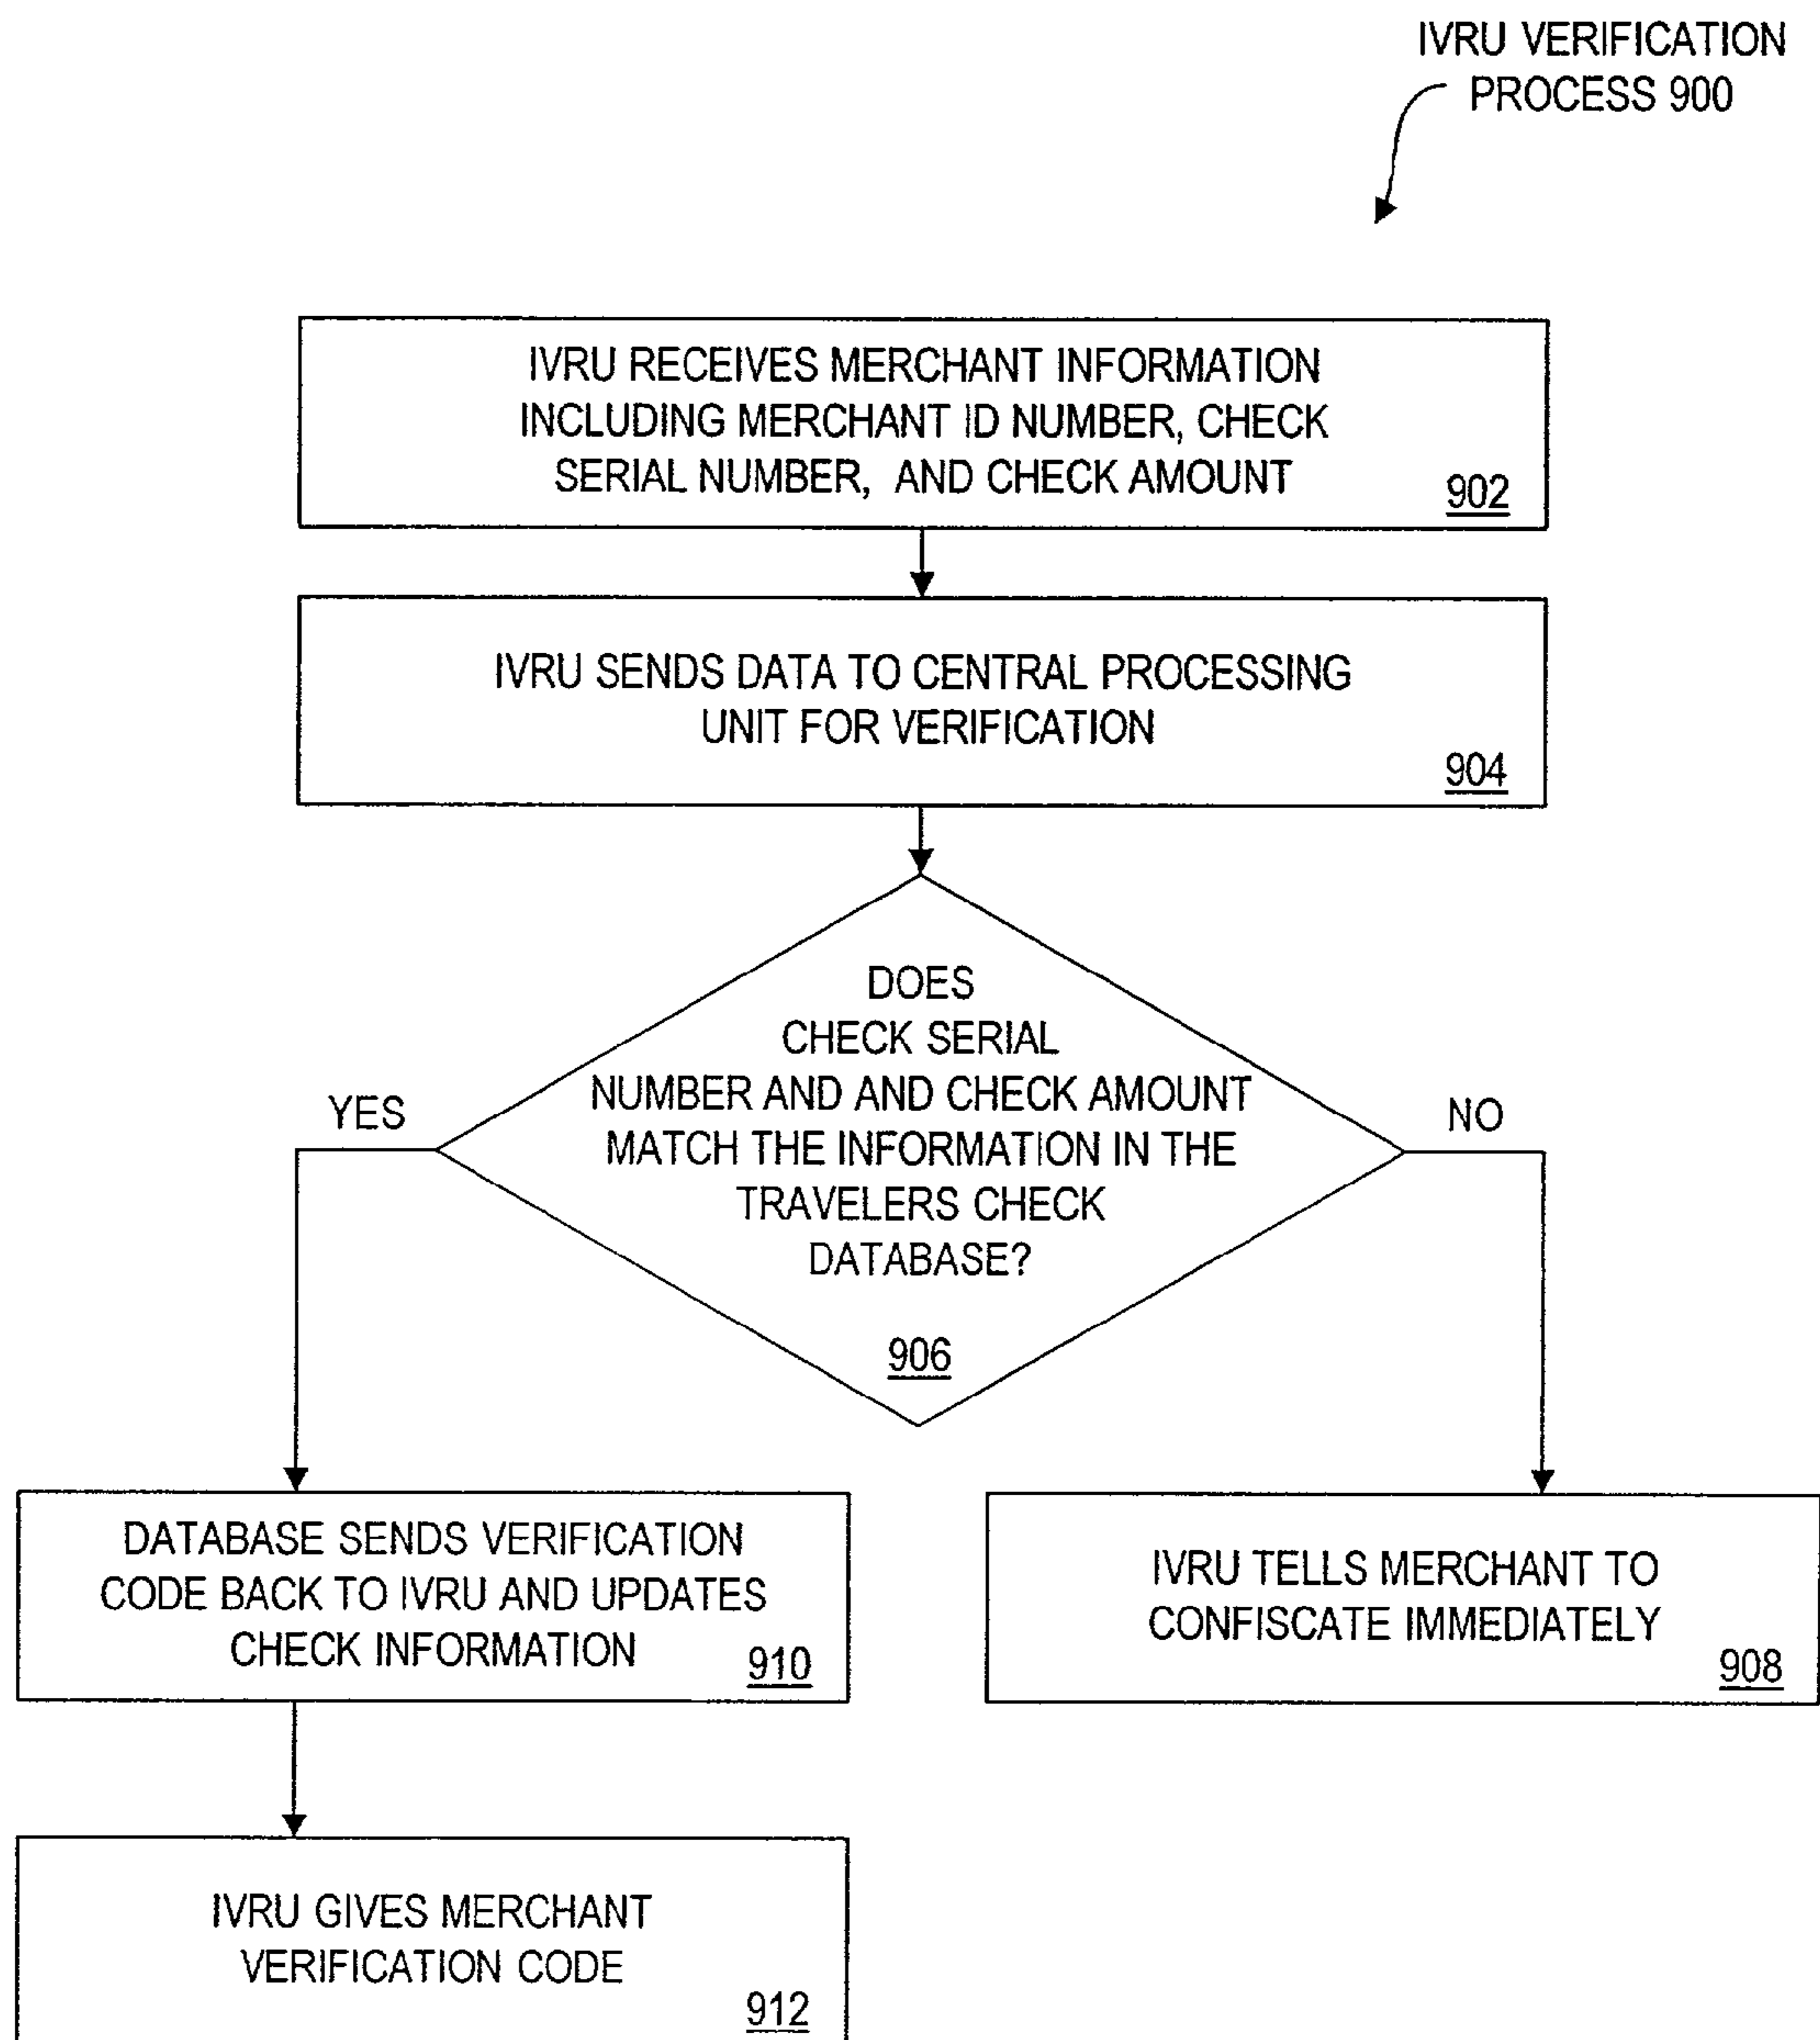 IVRU VERIFICATION
PROCESS 900
IVRU RECEIVES MERCHANT INFORMATION
INCLUDING MERCHANT ID NUMBER, CHECK
SERIAL NUMBER, AND CHECK AMOUNT
902
IVRU SENDS DATA TO CENTRAL PROCESSING
UNIT FOR VERIFICATION
904
DOES
CHECK SERIAL
NUMBER AND AND CHECK AMOUNT
MATCH THE INFORMATION IN THE
TRAVELERS CHECK
DATABASE?
906
YES
NO
DATABASE SENDS VERIFICATION
CODE BACK TO IVRU AND UPDATES
CHECK INFORMATION
910
IVRU TELLS MERCHANT TO
CONFISCATE IMMEDIATELY
908
IVRU GIVES MERCHANT
VERIFICATION CODE
912